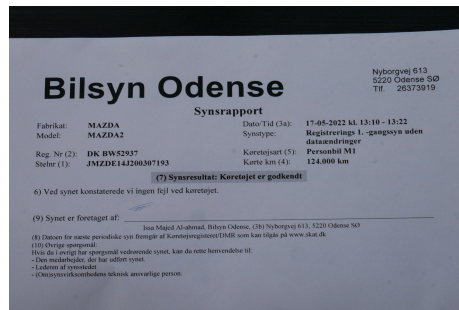 Nyborgvej 613
5220 Odense SØ
Tlf. 26373919
Bilsyn Odense
Synsrapport
Fabrikat: MAZDA Dato/Tid (3a): 17-05-2022 kl. 13:10 - 13:22
Model: MAZDA2 Synstype: Registrerings 1. -gangssyn uden
dataændringer
Reg. Nr (2): DK BW52937 Køretøjsart (5): Personbil M1
Stelnr (1): JMZDE14J200307193 Kørte km (4): 124.000 km
(7) Synsresultat: Køretøjet er godkendt
6) Ved synet konstaterede vi ingen fejl ved køretøjet.
(9) Synet er foretaget af:
Issa Majed Al-ahmad, Bilsyn Odense, (3b) Nyborgvej 613, 5220 Odense SØ
(8) Datoen for næste periodiske syn fremgår af Køretøjsregisteret/DMR som kan tilgås på www.skat.dk
(10) Øvrige spørgsmål:
Hvis du i øvrigt har spørgsmål vedrørende synet, kan du rette henvendelse til:
- Den medarbejder, der har udført synet.
- Lederen af synsstedet
- (Om)synsvirksomhedens teknisk ansvarlige person.